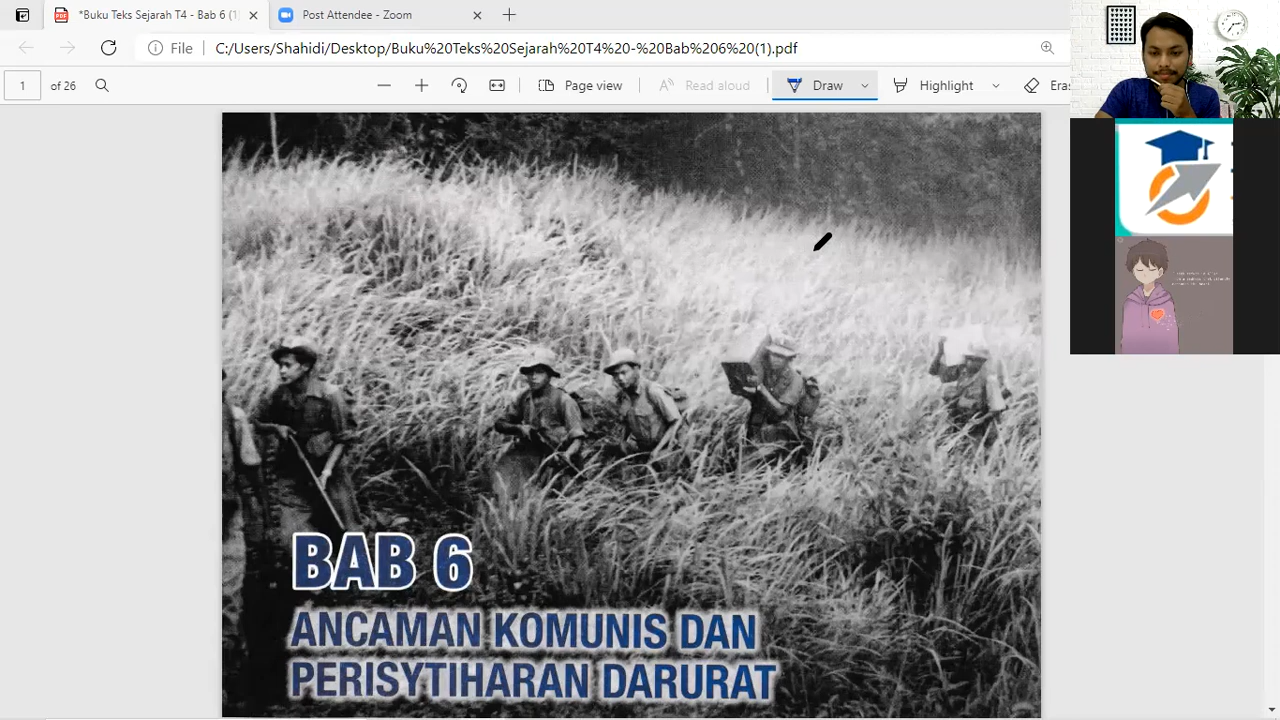 *Buku Teks Sejarah T4 - Bab 6 (1)
Post Attendee - Zoom
File
C:/Users/Shahidi/Desktop/Buku%20Teks%20Sejarah%20T4%20-%20Bab%206%20(1).pdf
1 of 26
Page view
Read aloud
Draw
Highlight
Eras
BAB 6
ANCAMAN KOMUNIS DAN
PERISYTIHARAN DARURAT